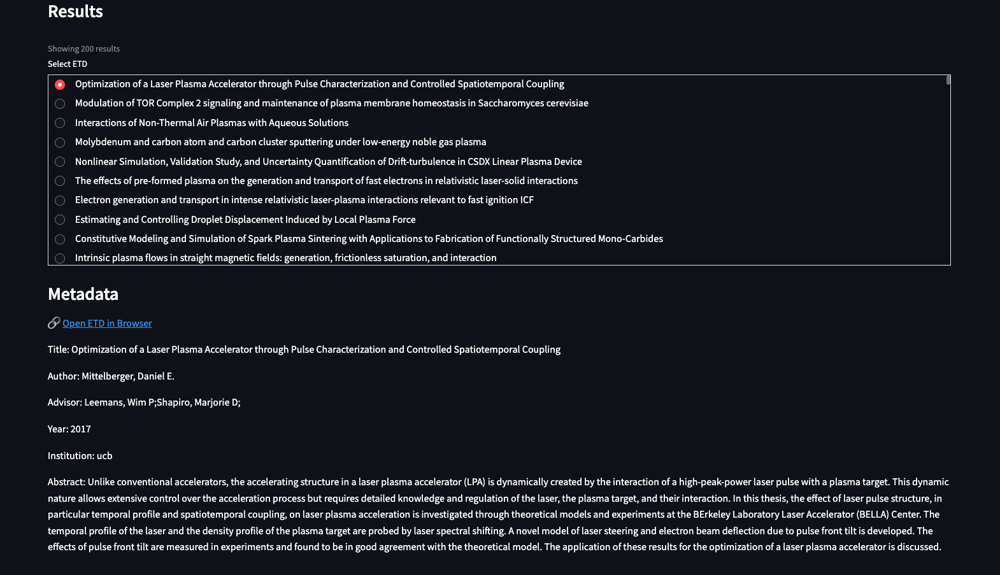 Results
Showing 200 results
Select ETD
Optimization of a Laser Plasma Accelerator through Pulse Characterization and Controlled Spatiotemporal Coupling
Modulation of TOR Complex 2 signaling and maintenance of plasma membrane homeostasis in Saccharomyces cerevisiae
Interactions of Non-Thermal Air Plasmas with Aqueous Solutions
Molybdenum and carbon atom and carbon cluster sputtering under low-energy noble gas plasma
Nonlinear Simulation, Validation Study, and Uncertainty Quantification of Drift-turbulence in CSDX Linear Plasma Device
The effects of pre-formed plasma on the generation and transport of fast electrons in relativistic laser-solid interactions
Electron generation and transport in intense relativistic laser-plasma interactions relevant to fast ignition ICF
Estimating and Controlling Droplet Displacement Induced by Local Plasma Force
Constitutive Modeling and Simulation of Spark Plasma Sintering with Applications to Fabrication of Functionally Structured Mono-Carbides
Intrinsic plasma flows in straight magnetic fields: generation, frictionless saturation, and interaction
Metadata
Open ETD in Browser
Title: Optimization of a Laser Plasma Accelerator through Pulse Characterization and Controlled Spatiotemporal Coupling
Author: Mittelberger, Daniel E.
Advisor: Leemans, Wim P;Shapiro, Marjorie D;
Year: 2017
Institution: ucb
Abstract: Unlike conventional accelerators, the accelerating structure in a laser plasma accelerator (LPA) is dynamically created by the interaction of a high-peak-power laser pulse with a plasma target. This dynamic
nature allows extensive control over the acceleration process but requires detailed knowledge and regulation of the laser, the plasma target, and their interaction. In this thesis, the effect of laser pulse structure, in
particular temporal profile and spatiotemporal coupling, on laser plasma acceleration is investigated through theoretical models and experiments at the BErkeley Laboratory Laser Accelerator (BELLA) Center. The
temporal profile of the laser and the density profile of the plasma target are probed by laser spectral shifting. A novel model of laser steering and electron beam deflection due to pulse front tilt is developed. The
effects of pulse front tilt are measured in experiments and found to be in good agreement with the theoretical model. The application of these results for the optimization of a laser plasma accelerator is discussed.